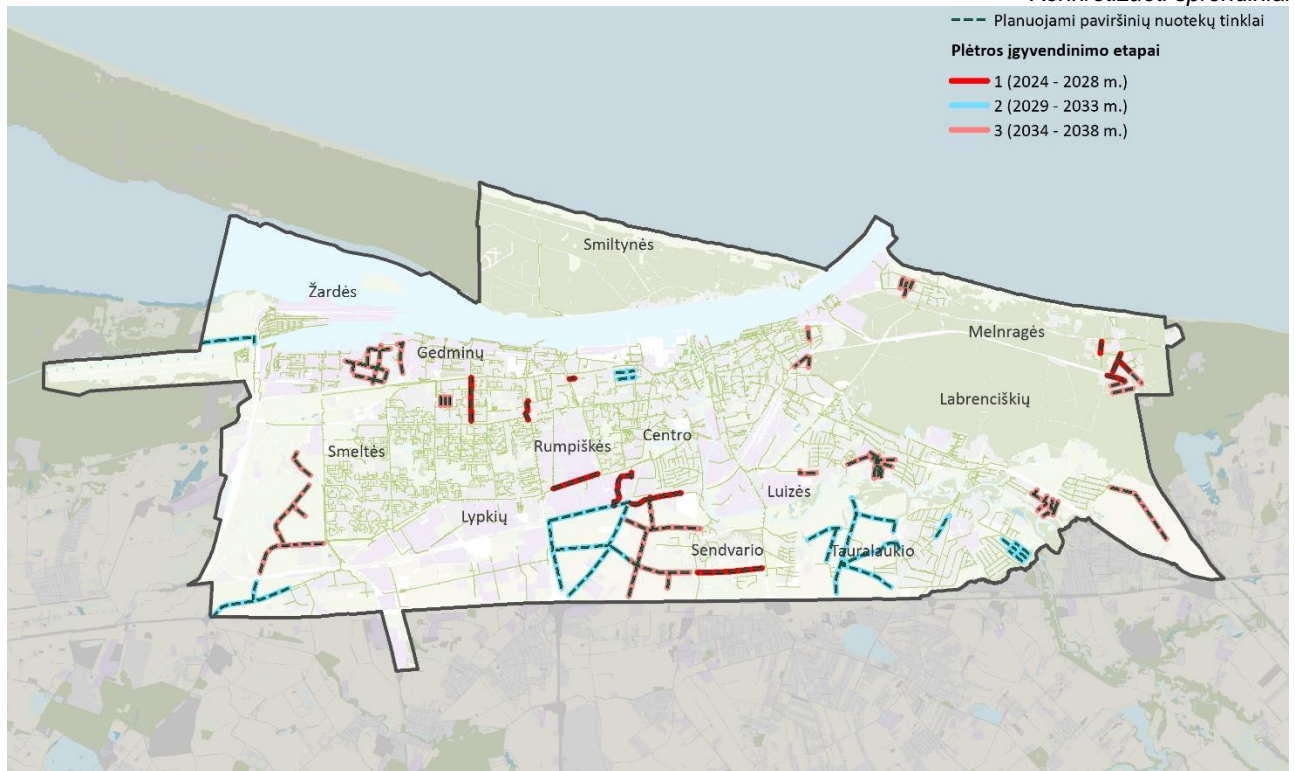 Planuojami paviršinių nuotekų tinklai
Plėtros įgyvendinimo etapai
1 (2024 - 2028 m.)
2 (2029 - 2033 m.)
3 (2034 - 2038 m.)
Smiltynės
Žardės
Melnragės
Gedminų
Labrenciškių
Centro
Rumpiškės
Smeltės
Luizės
Lypkių
Sendvario
Tauralaukio